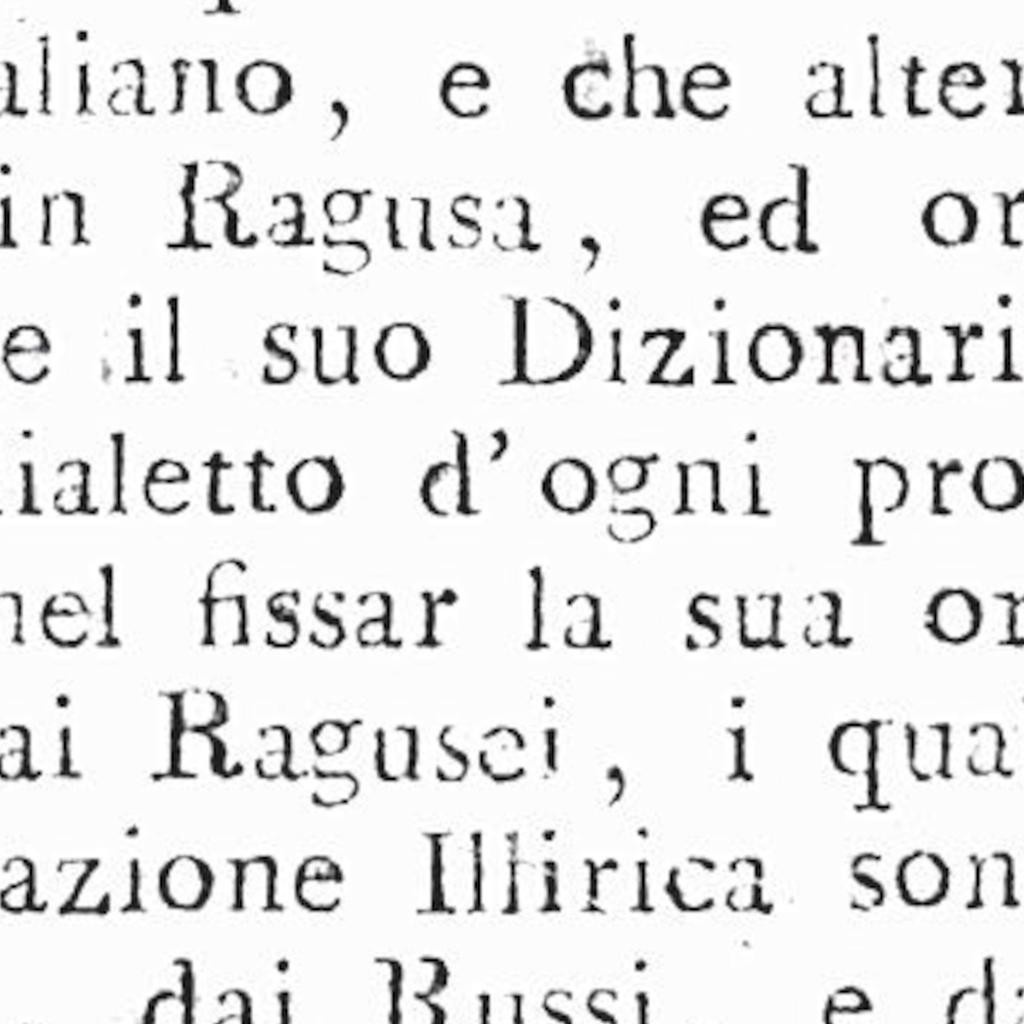 aliano, e che alter
in Ragusa, ed or
e il suo Dizionari
ialetto d'ogni pro
nel fissar la sua or
ai Ragusei, i qua
azione Illirica son
dai Russi, e da